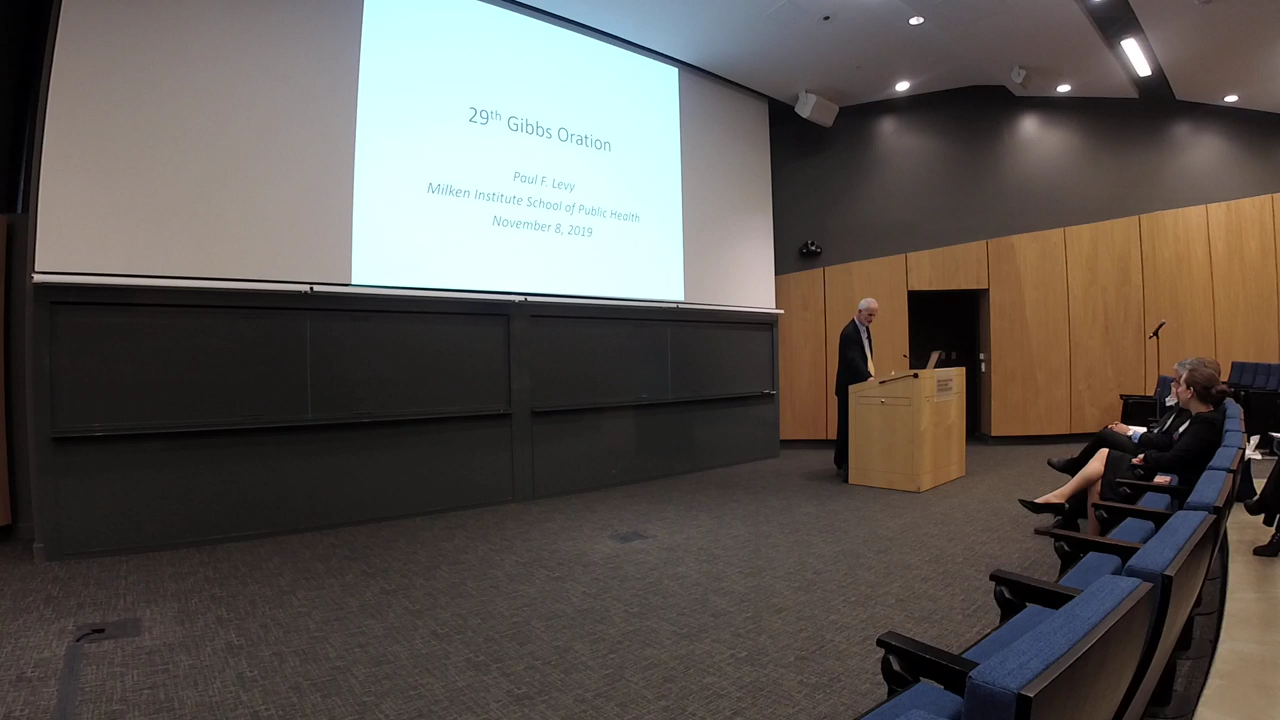 29th Gibbs Oration
Paul F. Levy
Milken Institute School of Public Health
November 8, 2019